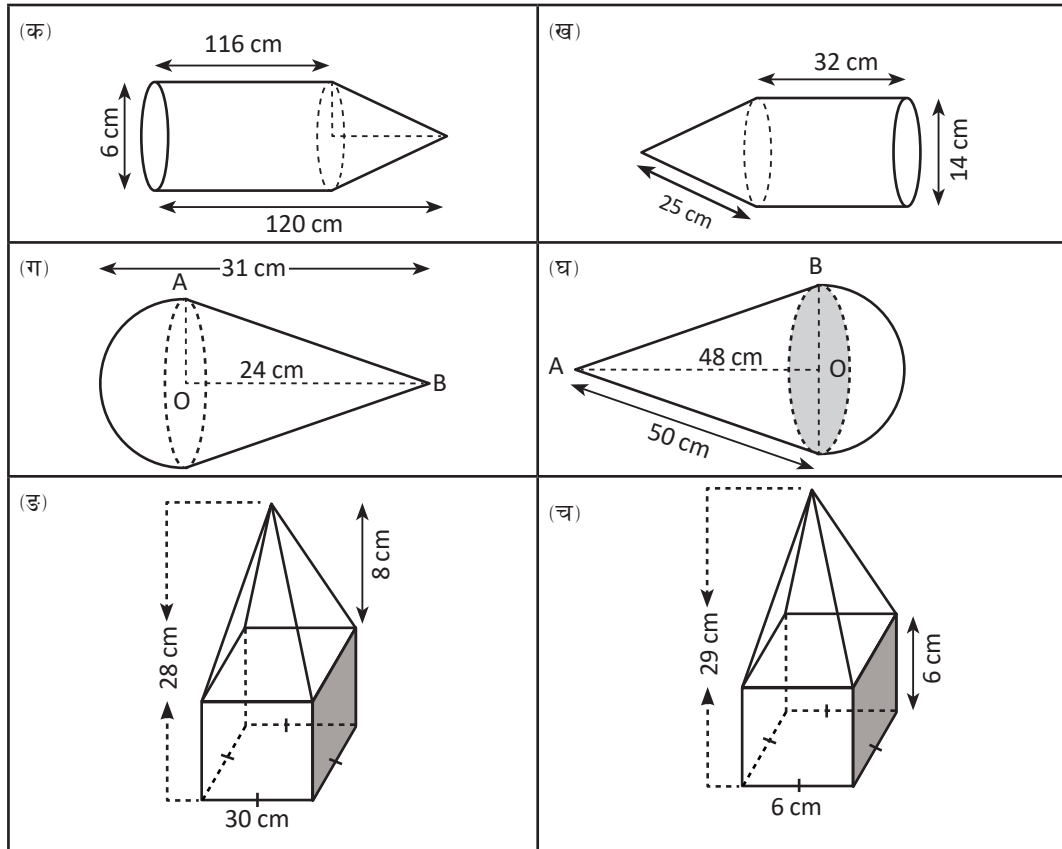 (क)
116 cm
6 cm
120 cm
(ख)
32 cm
14 cm
25 cm
(ग)
31 cm
A
24 cm
O
B
(घ)
B
A
48 cm
O
50 cm
(ङ)
8 cm
28 cm
30 cm
(च)
29 cm
6 cm
6 cm